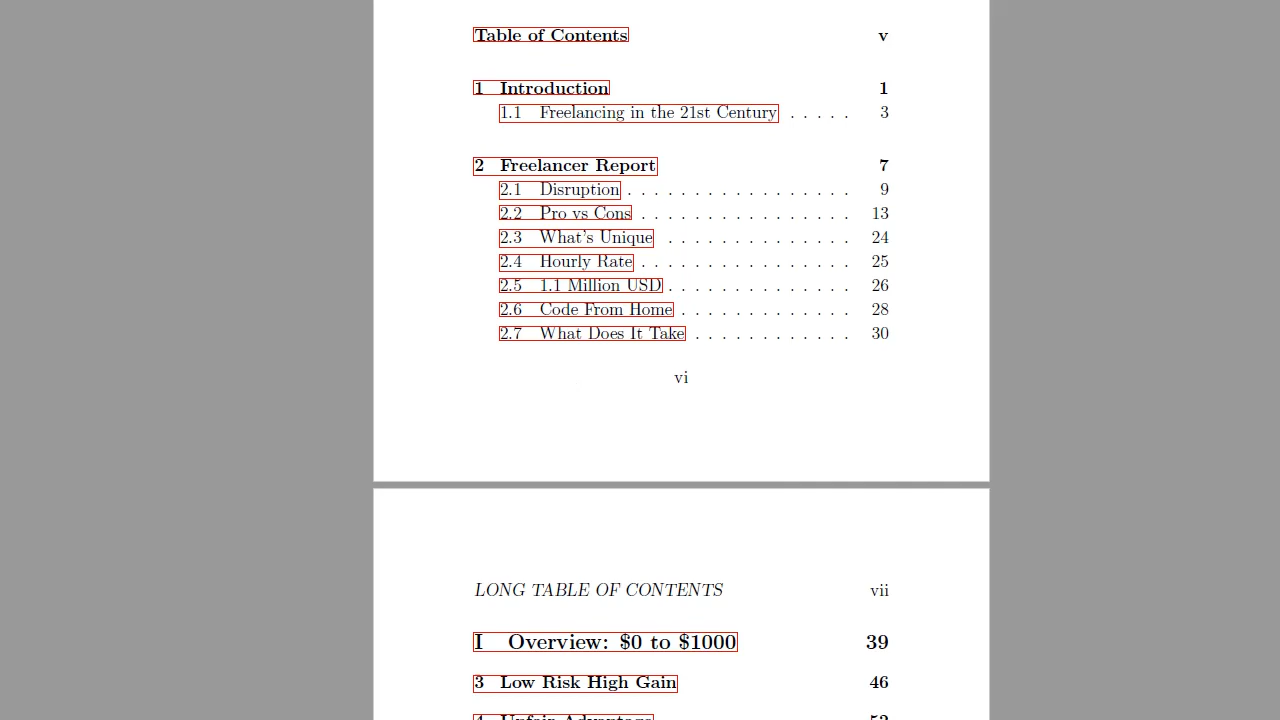 Table of Contents v
1 Introduction 1
1.1 Freelancing in the 21st Century . . . . . 3
2 Freelancer Report 7
2.1 Disruption . . . . . . . . . . . . . . . . . 9
2.2 Pro vs Cons . . . . . . . . . . . . . . . . 13
2.3 What's Unique . . . . . . . . . . . . . . 24
2.4 Hourly Rate . . . . . . . . . . . . . . . . 25
2.5 1.1 Million USD . . . . . . . . . . . . . . 26
2.6 Code From Home . . . . . . . . . . . . . 28
2.7 What Does It Take . . . . . . . . . . . . 30
vi
LONG TABLE OF CONTENTS vii
I Overview: $0 to $1000 39
3 Low Risk High Gain 46
4 Unfair Advantage